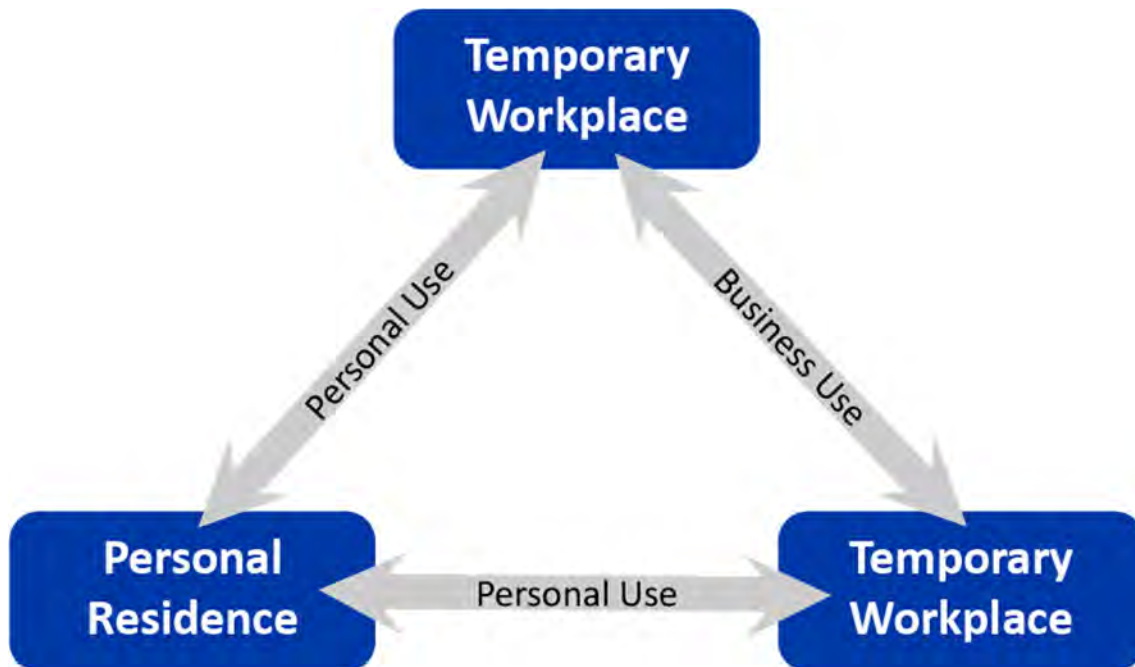 Temporary
Workplace
Personal Use
Business Use
Personal
Residence
Personal Use
Temporary
Workplace